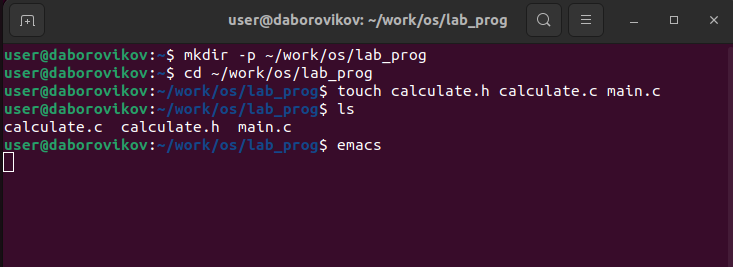 user@daborovikov: ~/work/os/lab_prog
user@daborovikov:~$ mkdir -p ~/work/os/lab_prog
user@daborovikov:~$ cd ~/work/os/lab_prog
user@daborovikov:~/work/os/lab_prog$ touch calculate.h calculate.c main.c
user@daborovikov:~/work/os/lab_prog$ ls
calculate.c  calculate.h  main.c
user@daborovikov:~/work/os/lab_prog$ emacs